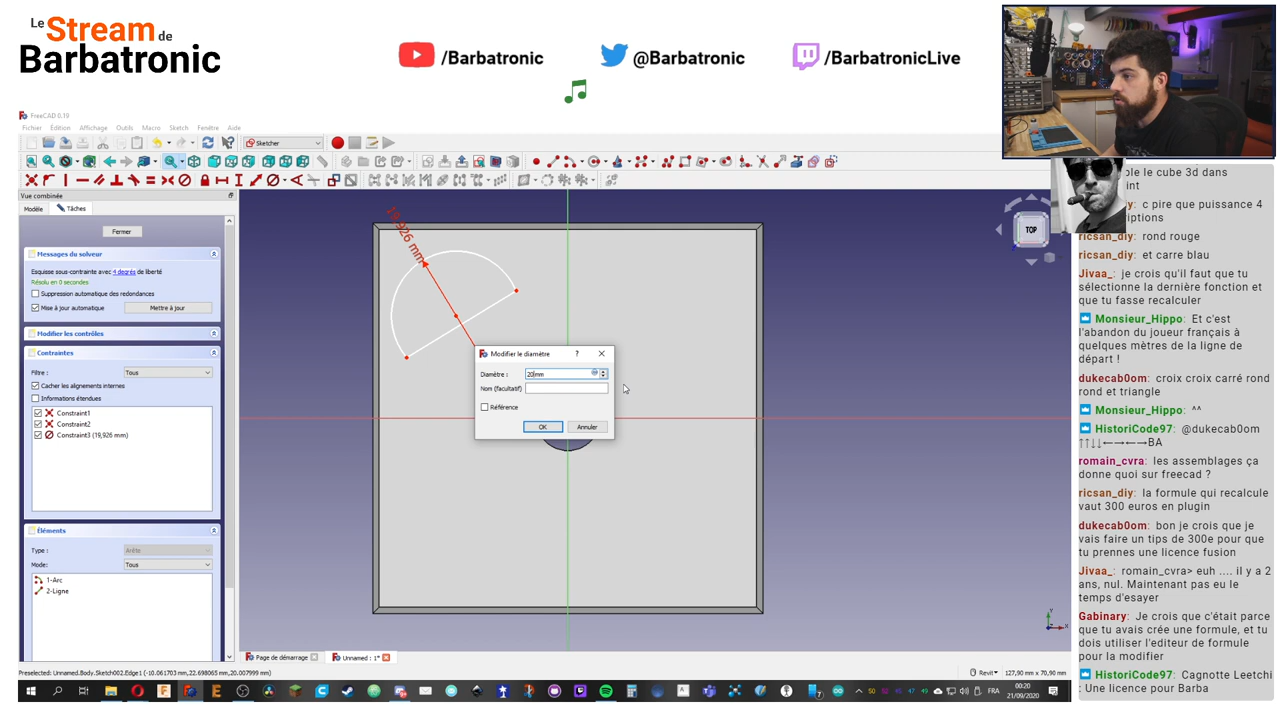 Le
Stream de
Barbatronic
/Barbatronic
@Barbatronic
/BarbatronicLive
FreeCAD 0.19
Fichier Édition Affichage Outils Macro Sketch Fenêtre Aide
Sketcher
Vue combinée
Modèle Tâches
Fermer
Messages du solveur
Esquisse sous-contrainte avec 4 degrés de liberté
Résolu en 0 secondes
Suppression automatique des redondances
Mise à jour automatique
Mettre à jour
Modifier les contrôles
Contraintes
Filtre : Tous
Cacher les alignements internes
Informations étendues
Constraint1
Constraint2
Constraint3 (19,926 mm)
Éléments
Type : Arête
Mode: Tous
1-Arc
2-Ligne
19,926 mm
TOP
Modifier le diamètre ?
Diamètre : 20mm
Nom (facultatif)
Référence
OK Annuler
Y
X
Page de démarrage
Unnamed : 1*
Preselected: Unnamed.Body.Sketch002.Edge1 (-10.061703 mm,22.698065 mm,20.007999 mm)
Revit 127,90 mm x 70,90 mm
FRA
00:20
21/09/2020
ple le cube 3d dans
int
y: c pire que puissance 4
iptions
ricsan_diy: rond rouge
ricsan_diy: et carre blau
Jivaa_: je crois qu'il faut que tu
sélectionne la dernière fonction et
que tu fasse recalculer
Monsieur_Hippo: Et c'est
l'abandon du joueur français à
quelques mètres de la ligne de
départ !
dukecab0om: croix croix carré rond
rond et triangle
Monsieur_Hippo: ^^
HistoriCode97: @dukecab0om
↑↑↓↓←→←→BA
romain_cvra: les assemblages ça
donne quoi sur freecad ?
ricsan_diy: la formule qui recalcule
vaut 300 euros en plugin
dukecab0om: bon je crois que je
vais faire un tips de 300e pour que
tu prennes une licence fusion
Jivaa_: romain_cvra> euh .... il y a 2
ans, nul. Maintenant pas eu le
temps d'esayer
Gabinary: Je crois que c'était parce
que tu avais crée une formule, et tu
dois utiliser l'editeur de formule
pour la modifier
HistoriCode97: Cagnotte Leetchi
: Une licence pour Barba